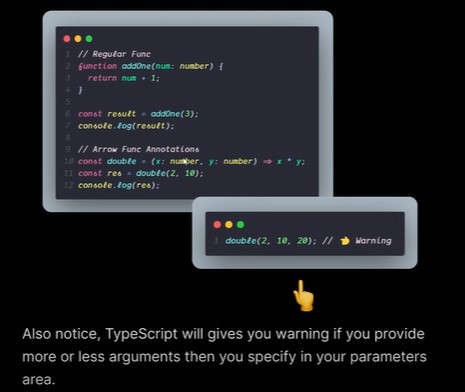 1 // Regular Func
2 function addOne(num: number) {
3 return num + 1;
4 }
5
6 const result = addOne(3);
7 console.log(result);
8
9 // Arrow Func Annotations
10 const double = (x: number, y: number) => x * y;
11 const res = double(2, 10);
12 console.log(res);
1 double(2, 10, 20); // 👈 Warning
Also notice, TypeScript will gives you warning if you provide
more or less arguments then you specify in your parameters
area.